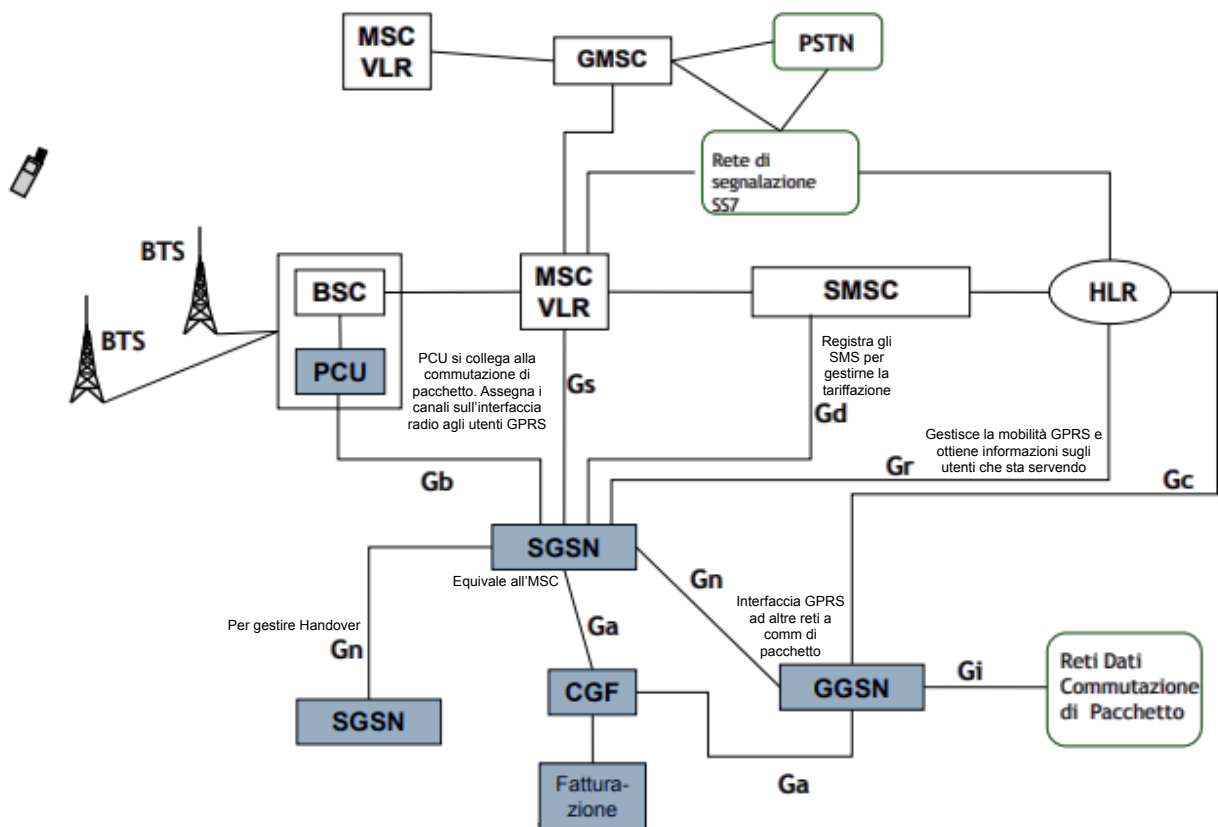 MSC
VLR
GMSC
PSTN
Rete di
segnalazione
SS7
BTS
BTS
BSC
PCU
MSC
VLR
SMSC
HLR
PCU si collega alla
commutazione di
pacchetto. Assegna i
canali sull'interfaccia
radio agli utenti GPRS
Gs
Registra gli
SMS per
gestirne la
tariffazione
Gd
Gestisce la mobilità GPRS e
ottiene informazioni sugli
utenti che sta servendo
Gr
Gc
Gb
SGSN
Equivale all'MSC
Gn
Interfaccia GPRS
ad altre reti a
comm di
pacchetto
Per gestire Handover
Gn
Ga
SGSN
CGF
GGSN
Gi
Reti Dati
Commutazione
di Pacchetto
Ga
Fattura-
zione